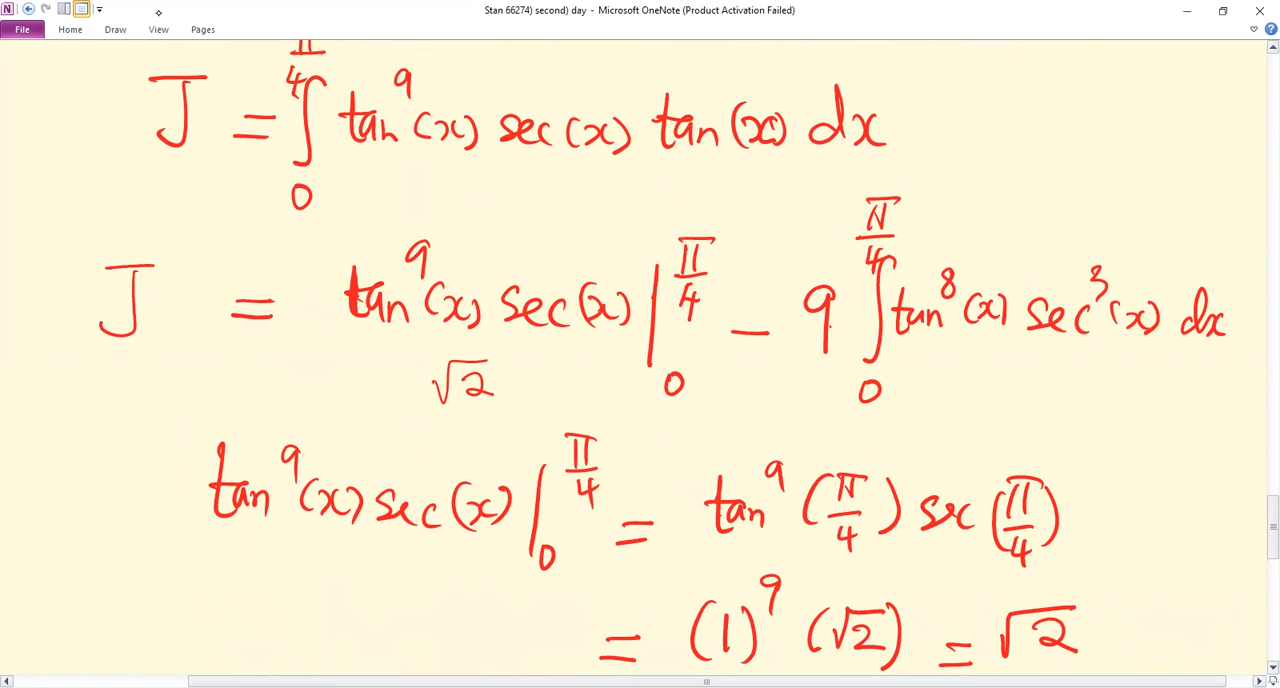 Stan 66274) second) day - Microsoft OneNote (Product Activation Failed)
File Home Draw View Pages
J = ∫₀^{π/4} tan⁹(x) sec(x) tan(x) dx
J = tan⁹(x) sec(x) |₀^{π/4} − 9 ∫₀^{π/4} tan⁸(x) sec³(x) dx
√2
tan⁹(x) sec(x) |₀^{π/4} = tan⁹(π/4) sec(π/4)
= (1)⁹ (√2) = √2